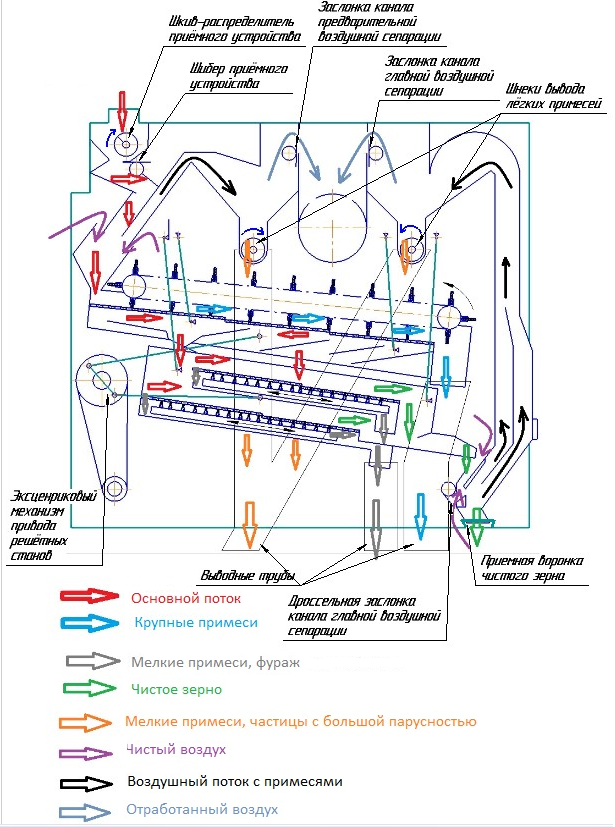 Шкив-распределитель
приёмного устройства
Шибер приёмного
устройства
Заслонка канала
предварительной
воздушной сепарации
Заслонка канала
главной воздушной
сепарации
Шнеки вывода
лёгких примесей
Эксценриковый
механизм
привода
решётных
станов
Выводные трубы
Дроссельная заслонка
канала главной воздушной
сепарации
Приемная воронка
чистого зерна
Основной поток
Крупные примеси
Мелкие примеси, фураж
Чистое зерно
Мелкие примеси, частицы с большой парусностью
Чистый воздух
Воздушный поток с примесями
Отработанный воздух